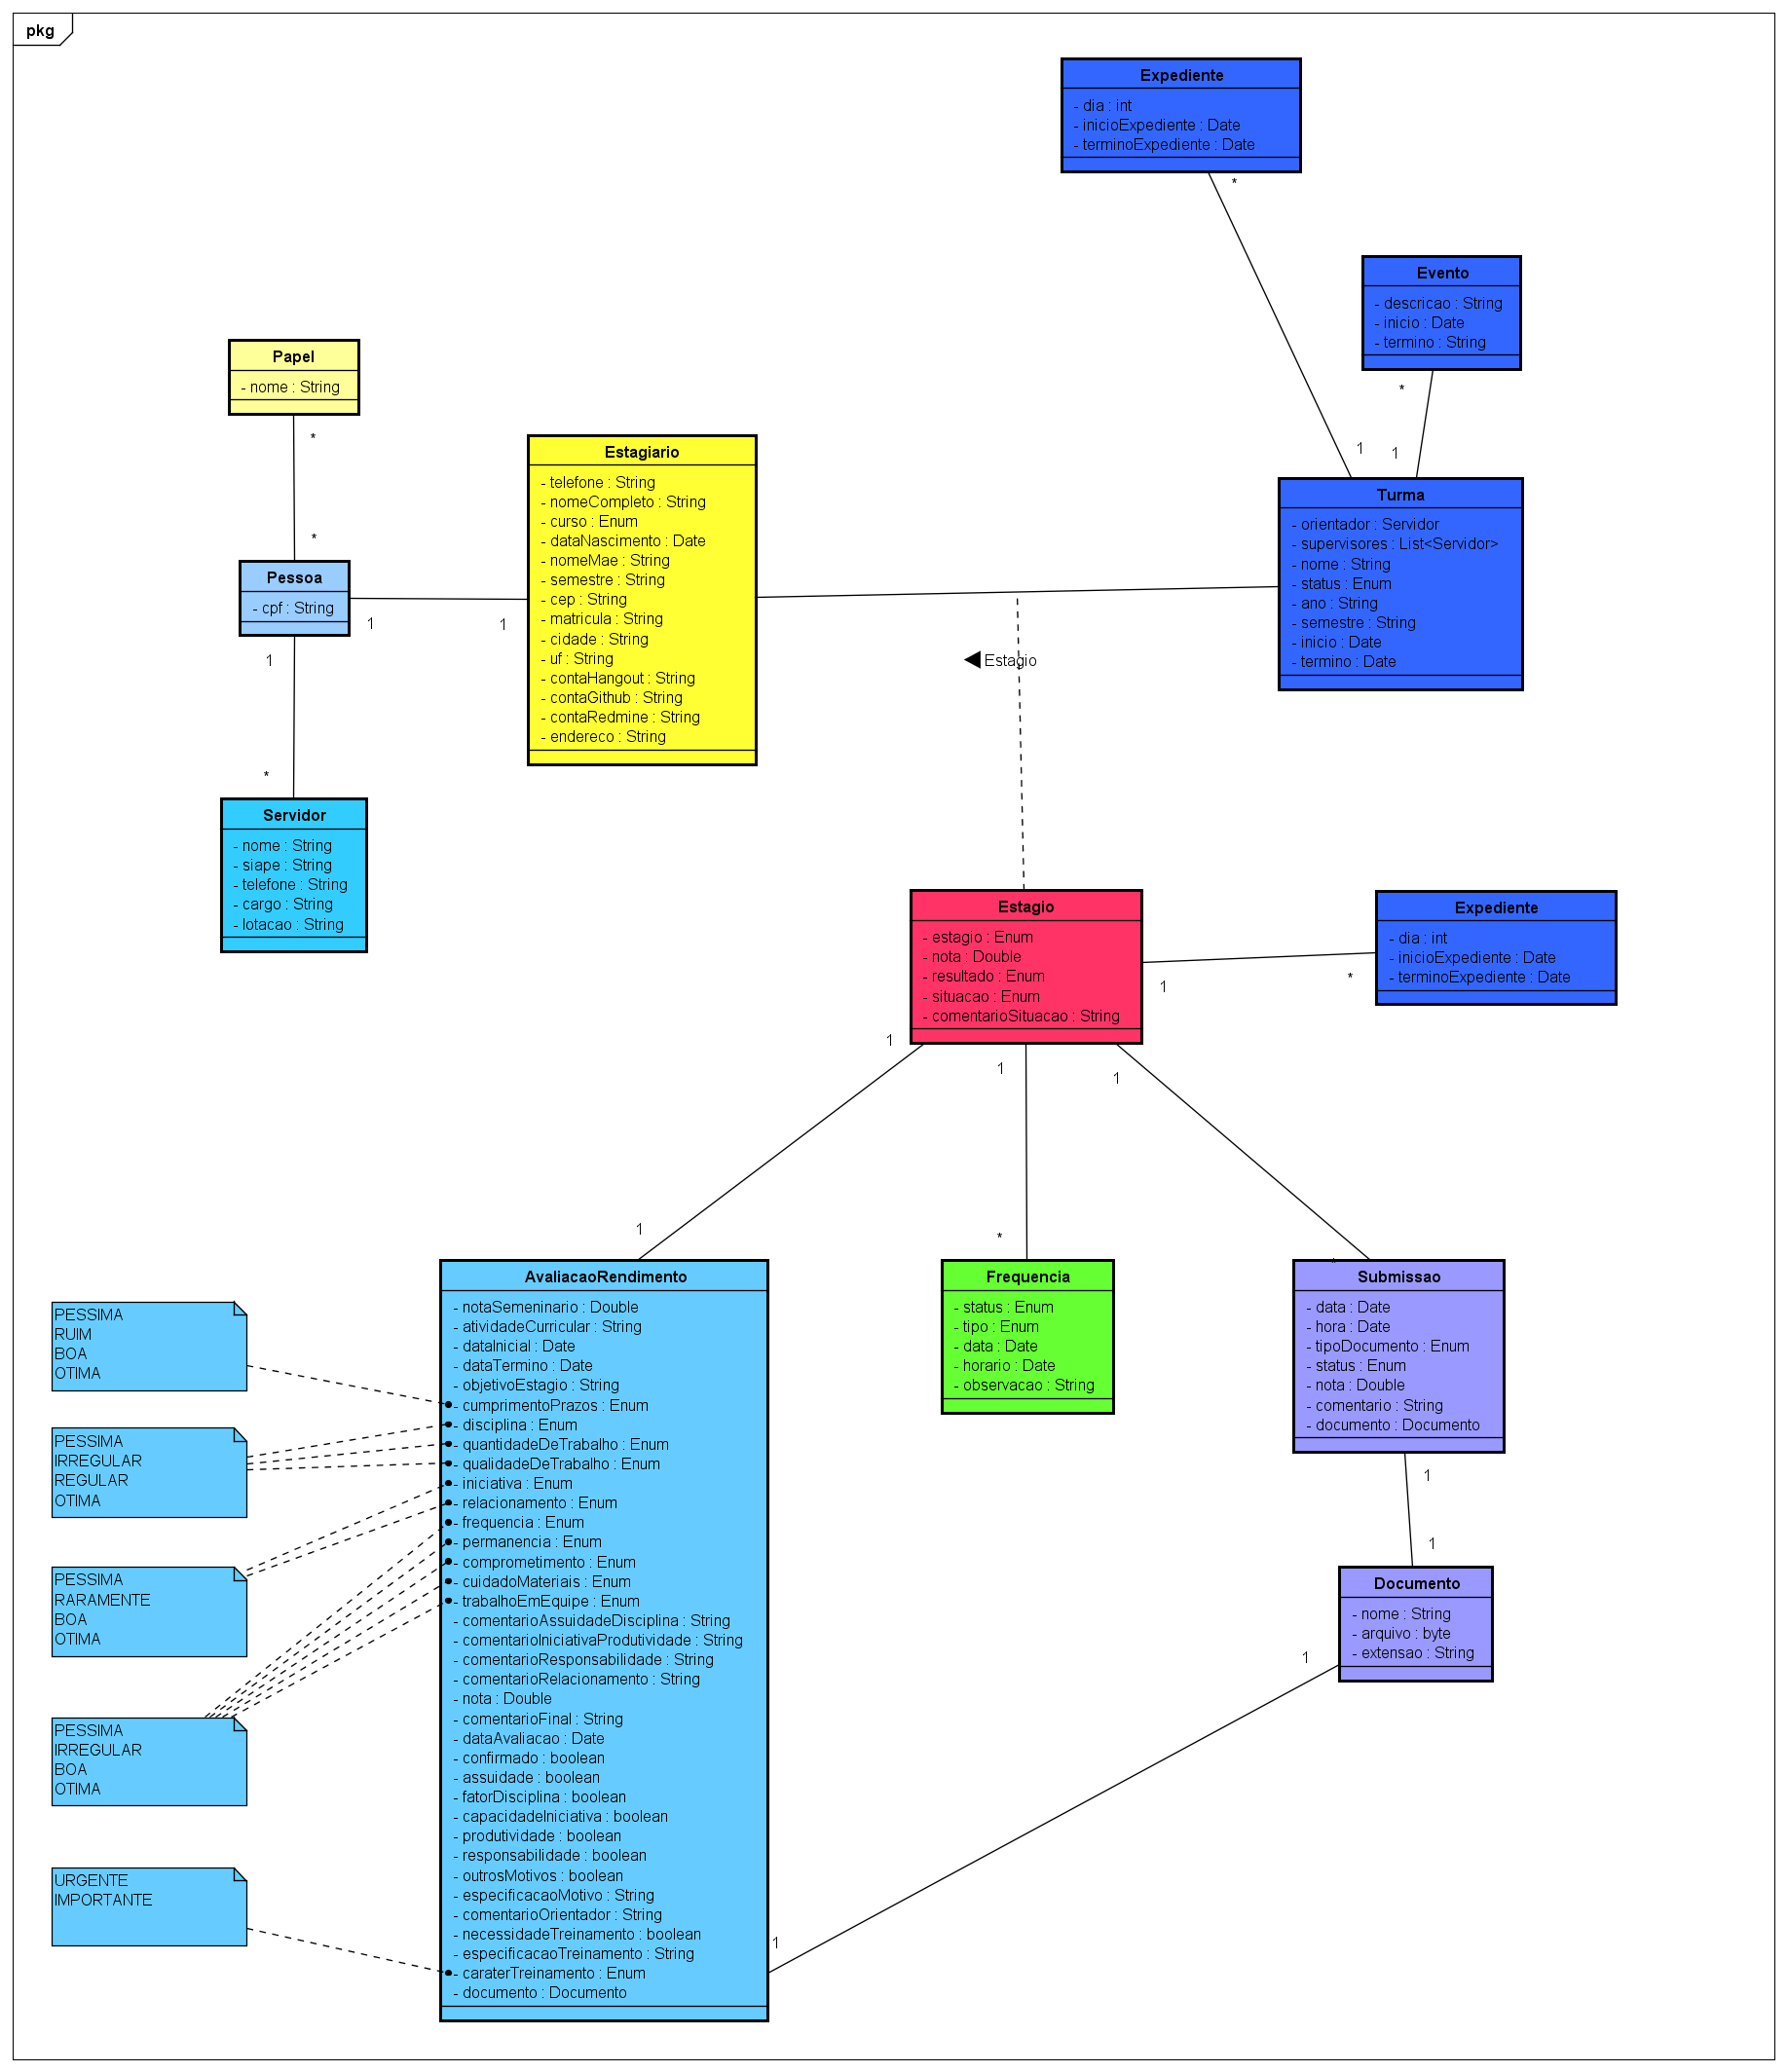 pkg
Expediente
- dia : int
- inicioExpediente : Date
- terminoExpediente : Date
*
1
Evento
- descricao : String
- inicio : Date
- termino : String
*
1
Papel
- nome : String
*
*
Pessoa
- cpf : String
1
1
1
*
Estagiario
- telefone : String
- nomeCompleto : String
- curso : Enum
- dataNascimento : Date
- nomeMae : String
- semestre : String
- cep : String
- matricula : String
- cidade : String
- uf : String
- contaHangout : String
- contaGithub : String
- contaRedmine : String
- endereco : String
Turma
- orientador : Servidor
- supervisores : List<Servidor>
- nome : String
- status : Enum
- ano : String
- semestre : String
- inicio : Date
- termino : Date
Estagio
Servidor
- nome : String
- siape : String
- telefone : String
- cargo : String
- lotacao : String
Estagio
- estagio : Enum
- nota : Double
- resultado : Enum
- situacao : Enum
- comentarioSituacao : String
1
*
Expediente
- dia : int
- inicioExpediente : Date
- terminoExpediente : Date
1
1
1
1
*
*
AvaliacaoRendimento
- notaSemeninario : Double
- atividadeCurricular : String
- dataInicial : Date
- dataTermino : Date
- objetivoEstagio : String
- cumprimentoPrazos : Enum
- disciplina : Enum
- quantidadeDeTrabalho : Enum
- qualidadeDeTrabalho : Enum
- iniciativa : Enum
- relacionamento : Enum
- frequencia : Enum
- permanencia : Enum
- comprometimento : Enum
- cuidadoMateriais : Enum
- trabalhoEmEquipe : Enum
- comentarioAssuidadeDisciplina : String
- comentarioIniciativaProdutividade : String
- comentarioResponsabilidade : String
- comentarioRelacionamento : String
- nota : Double
- comentarioFinal : String
- dataAvaliacao : Date
- confirmado : boolean
- assuidade : boolean
- fatorDisciplina : boolean
- capacidadeIniciativa : boolean
- produtividade : boolean
- responsabilidade : boolean
- outrosMotivos : boolean
- especificacaoMotivo : String
- comentarioOrientador : String
- necessidadeTreinamento : boolean
- especificacaoTreinamento : String
- caraterTreinamento : Enum
- documento : Documento
Frequencia
- status : Enum
- tipo : Enum
- data : Date
- horario : Date
- observacao : String
Submissao
- data : Date
- hora : Date
- tipoDocumento : Enum
- status : Enum
- nota : Double
- comentario : String
- documento : Documento
1
1
Documento
- nome : String
- arquivo : byte
- extensao : String
1
1
PESSIMA
RUIM
BOA
OTIMA
PESSIMA
IRREGULAR
REGULAR
OTIMA
PESSIMA
RARAMENTE
BOA
OTIMA
PESSIMA
IRREGULAR
BOA
OTIMA
URGENTE
IMPORTANTE